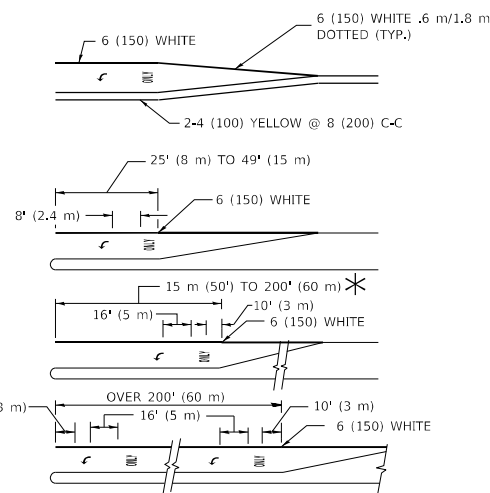 6 (150) WHITE .6 m/1.8 m
DOTTED (TYP.)
6 (150) WHITE
ONLY
2-4 (100) YELLOW @ 8 (200) C-C
25' (8 m) TO 49' (15 m)
8' (2.4 m)
6 (150) WHITE
ONLY
15 m (50') TO 200' (60 m) *
16' (5 m)
10' (3 m)
6 (150) WHITE
ONLY
OVER 200' (60 m)
3 m)
16' (5 m)
10' (3 m)
6 (150) WHITE
ONLY
ONLY